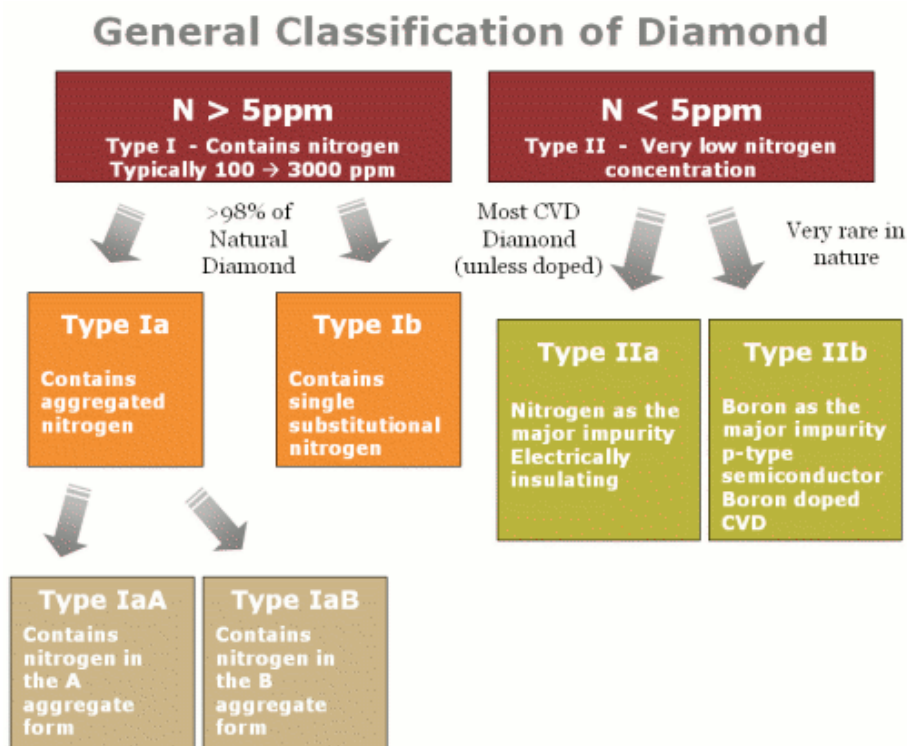 General Classification of Diamond
N > 5ppm
Type I - Contains nitrogen
Typically 100 → 3000 ppm
N < 5ppm
Type II - Very low nitrogen
concentration
>98% of
Natural
Diamond
Most CVD
Diamond
(unless doped)
Very rare in
nature
Type Ia
Contains
aggregated
nitrogen
Type Ib
Contains
single
substitutional
nitrogen
Type IIa
Nitrogen as the
major impurity
Electrically
insulating
Type IIb
Boron as the
major impurity
p-type
semiconductor
Boron doped
CVD
Type IaA
Contains
nitrogen in
the A
aggregate
form
Type IaB
Contains
nitrogen in
the B
aggregate
form